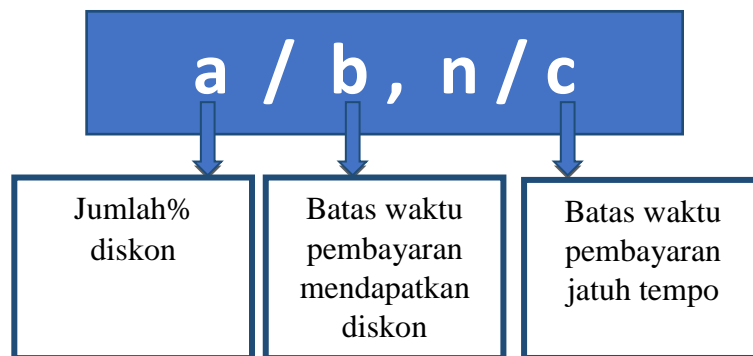 a / b , n / c
Jumlah%
diskon
Batas waktu
pembayaran
mendapatkan
diskon
Batas waktu
pembayaran
jatuh tempo